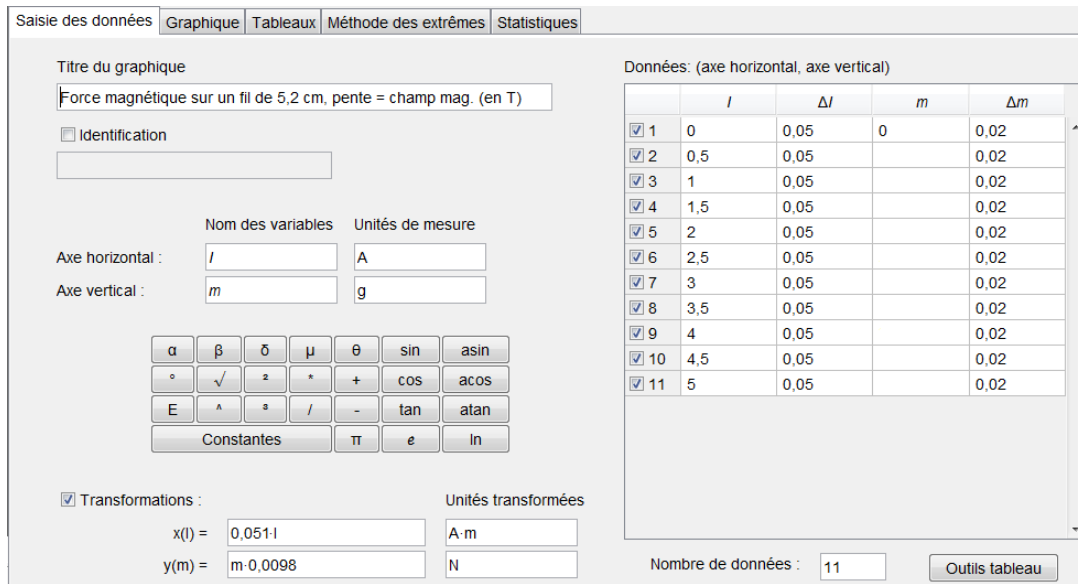 Saisie des données Graphique Tableaux Méthode des extrêmes Statistiques
Titre du graphique
Force magnétique sur un fil de 5,2 cm, pente = champ mag. (en T)
Identification
Nom des variables Unités de mesure
Axe horizontal : I A
Axe vertical : m g
α β δ μ θ sin asin
° √ ² * + cos acos
E ^ ³ / - tan atan
Constantes π e ln
Transformations : Unités transformées
x(I) = 0,051·I A·m
y(m) = m·0,0098 N
Données: (axe horizontal, axe vertical)
I ΔI m Δm
1 0 0,05 0 0,02
2 0,5 0,05 0,02
3 1 0,05 0,02
4 1,5 0,05 0,02
5 2 0,05 0,02
6 2,5 0,05 0,02
7 3 0,05 0,02
8 3,5 0,05 0,02
9 4 0,05 0,02
10 4,5 0,05 0,02
11 5 0,05 0,02
Nombre de données : 11 Outils tableau